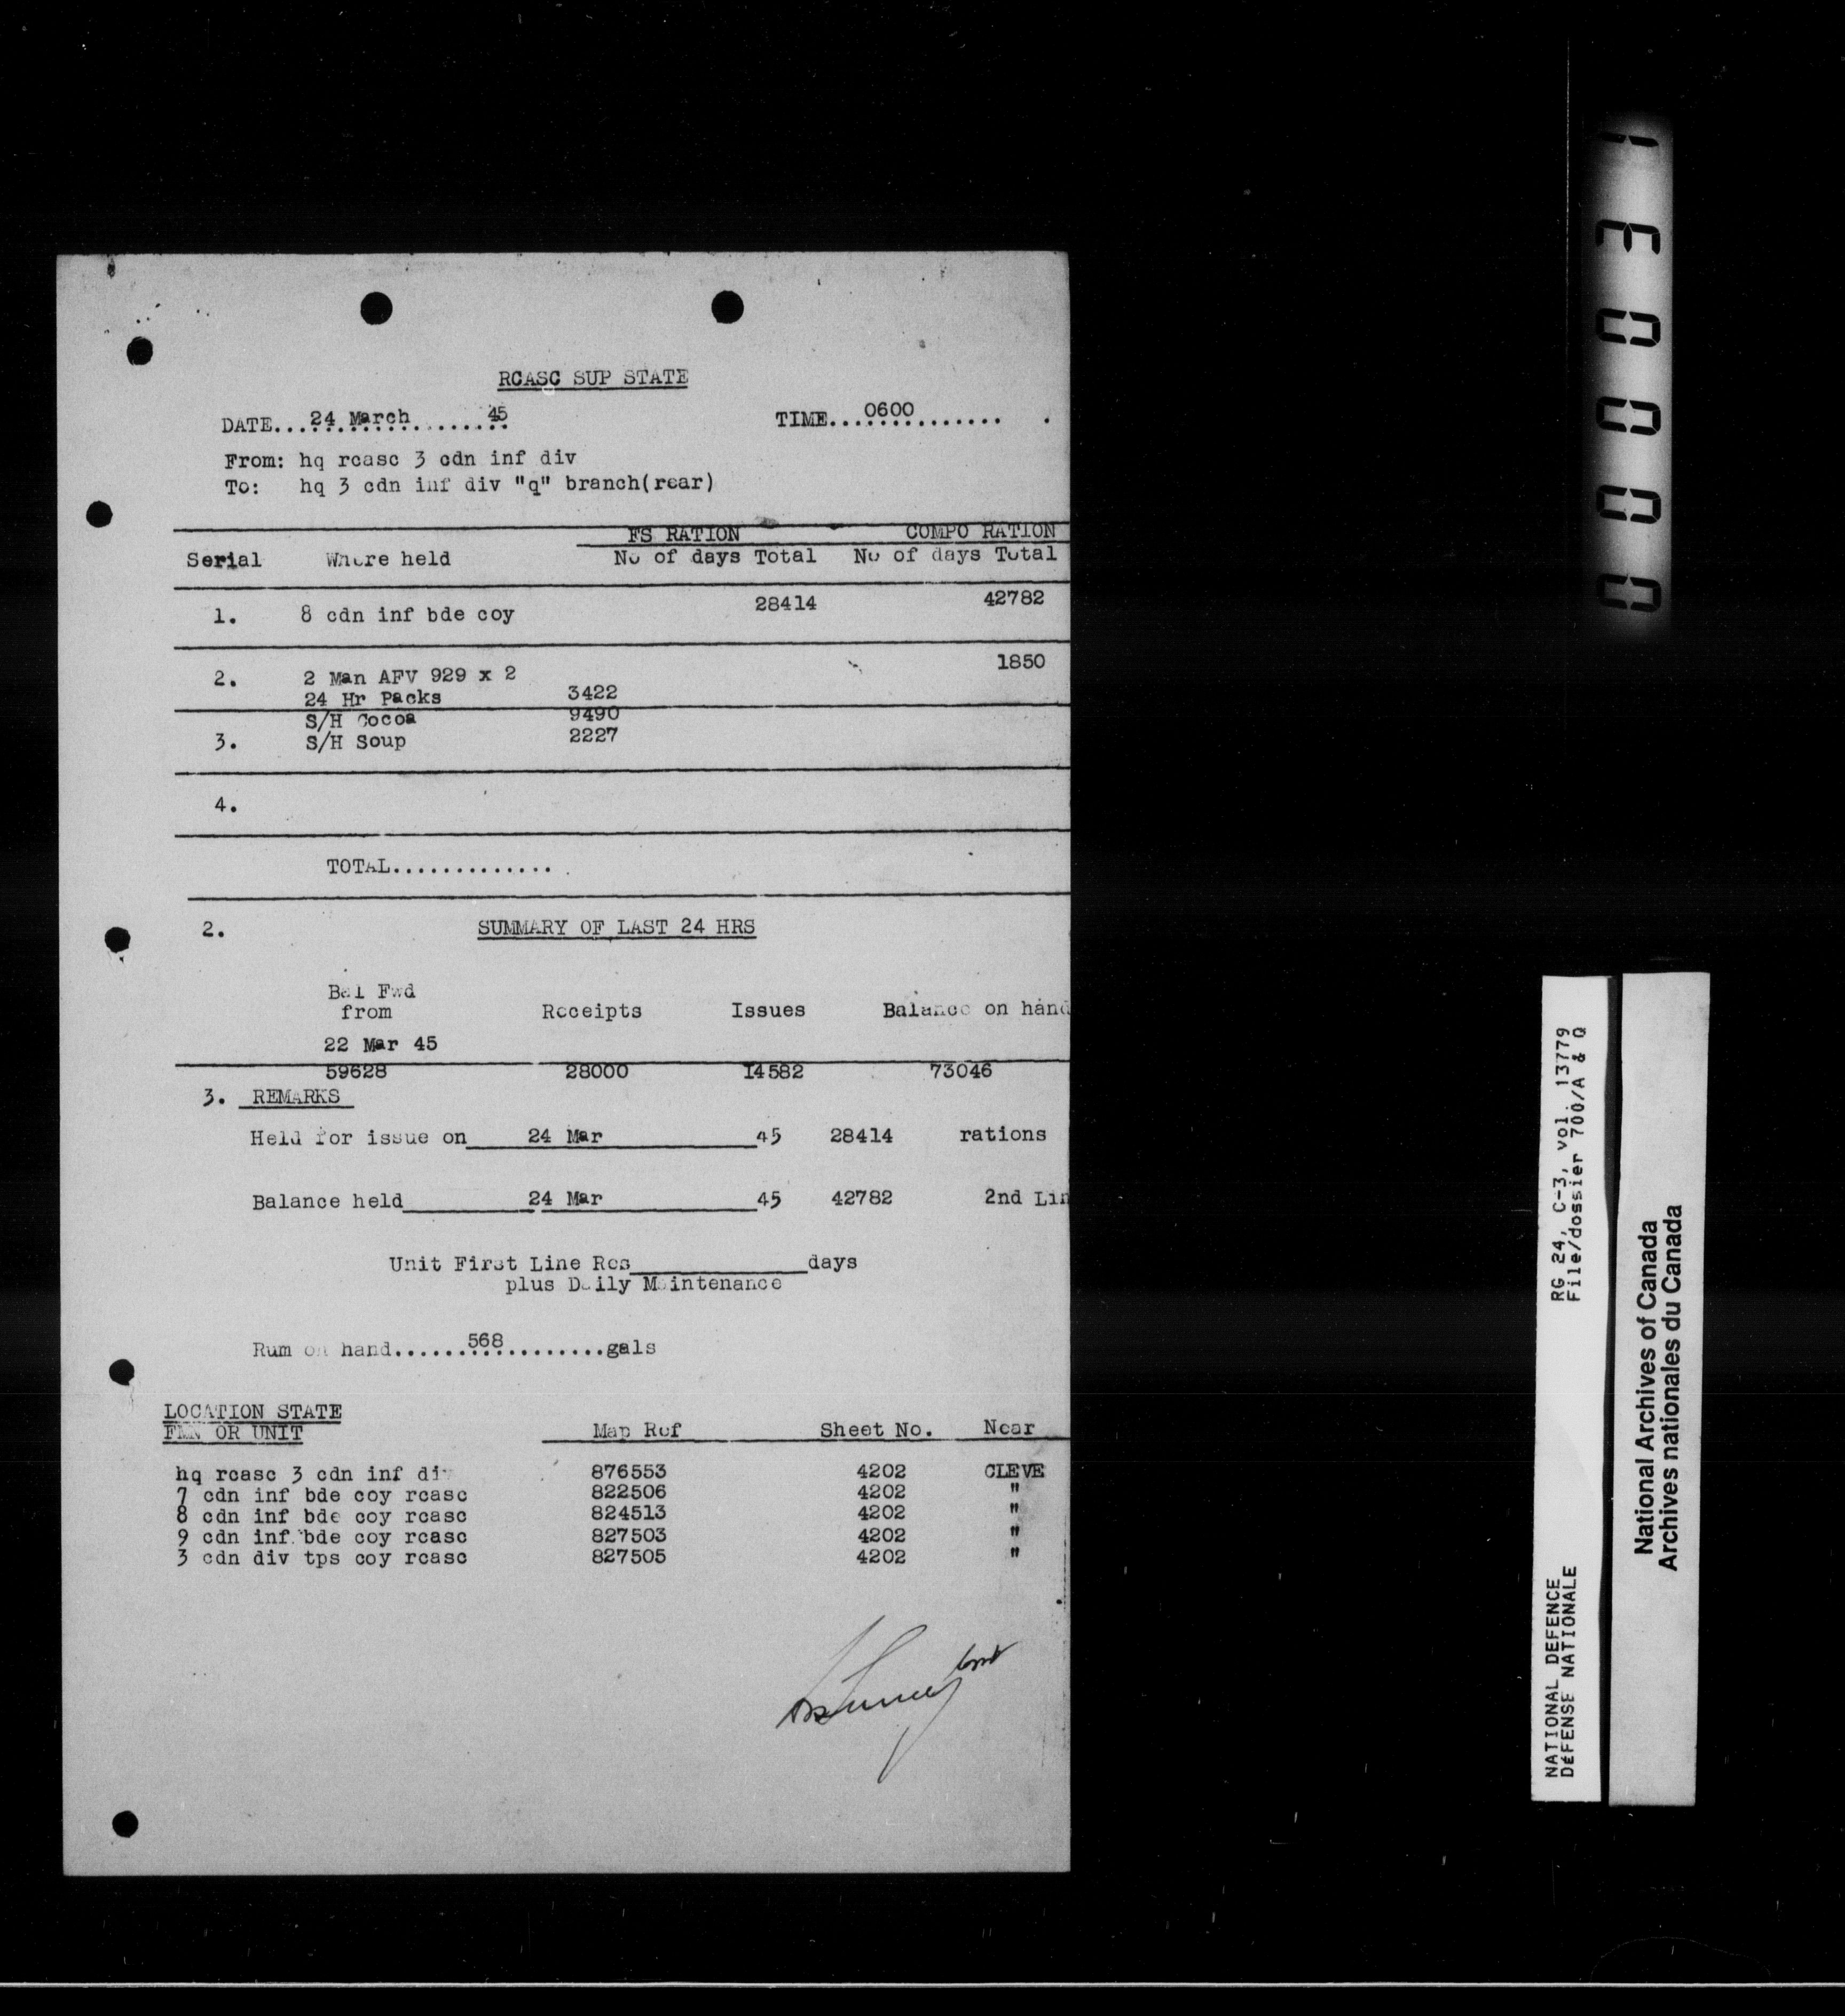 RCASC SUP STATE
DATE...24 March........45
TIME...0600..............
From: hq rcasc 3 cdn inf div
To: hq 3 cdn inf div "q" branch(rear)
FS RATION COMPO RATION
Serial Where held No of days Total No of days Total
1. 8 cdn inf bde coy 28414 42782
2. 2 Man AFV 929 x 2 1850
24 Hr Packs 3422
S/H Cocoa 9490
3. S/H Soup 2227
4.
TOTAL.............
2. SUMMARY OF LAST 24 HRS
Bal Fwd
from Receipts Issues Balance on hand
22 Mar 45
59628 28000 14582 73046
3. REMARKS
Held for issue on 24 Mar 45 28414 rations
Balance held 24 Mar 45 42782 2nd Lin
Unit First Line Res days
plus Daily Maintenance
Rum on hand......568.........gals
LOCATION STATE
FMN OR UNIT Map Ref Sheet No. Near
hq rcasc 3 cdn inf div 876553 4202 CLEVE
7 cdn inf bde coy rcasc 822506 4202 "
8 cdn inf bde coy rcasc 824513 4202 "
9 cdn inf bde coy rcasc 827503 4202 "
3 cdn div tps coy rcasc 827505 4202 "
000031
NATIONAL DEFENCE RG 24, C-3, vol. 13779
DÉFENSE NATIONALE File/dossier 700/A & Q
National Archives of Canada
Archives nationales du Canada